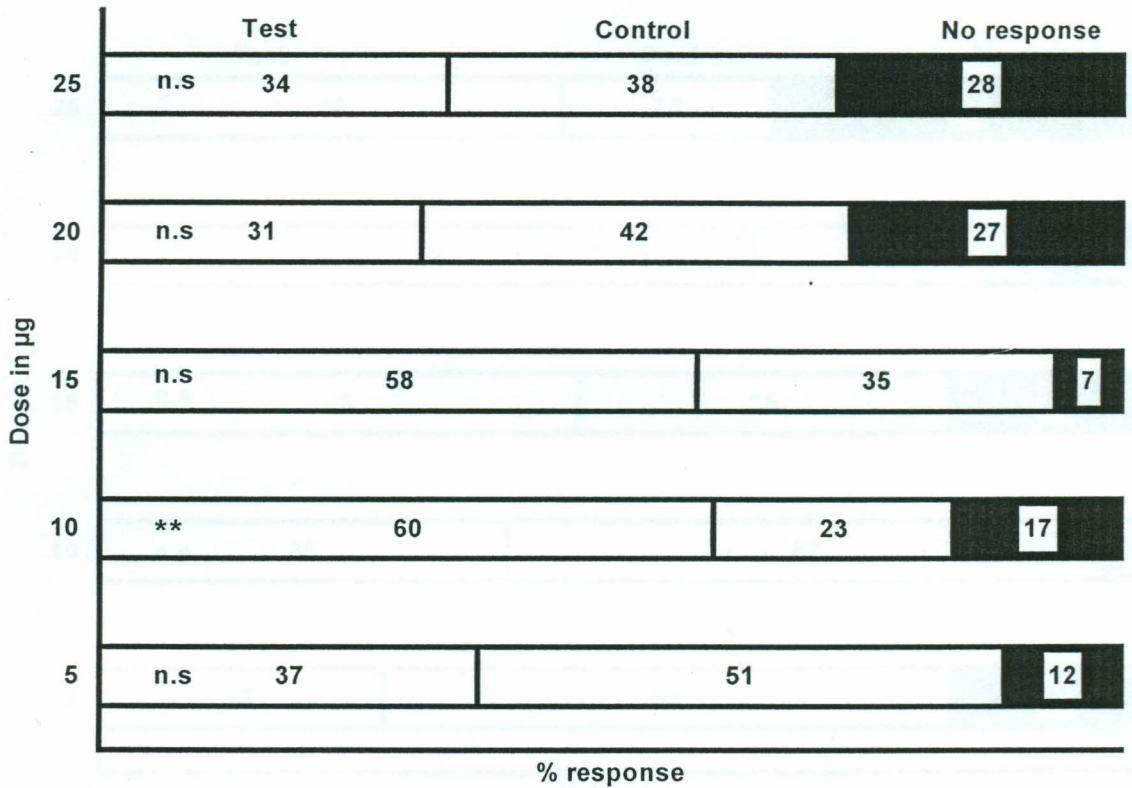 Test Control No response
25 n.s 34 38 28
20 n.s 31 42 27
15 n.s 58 35 7
10 ** 60 23 17
5 n.s 37 51 12
Dose in µg
% response